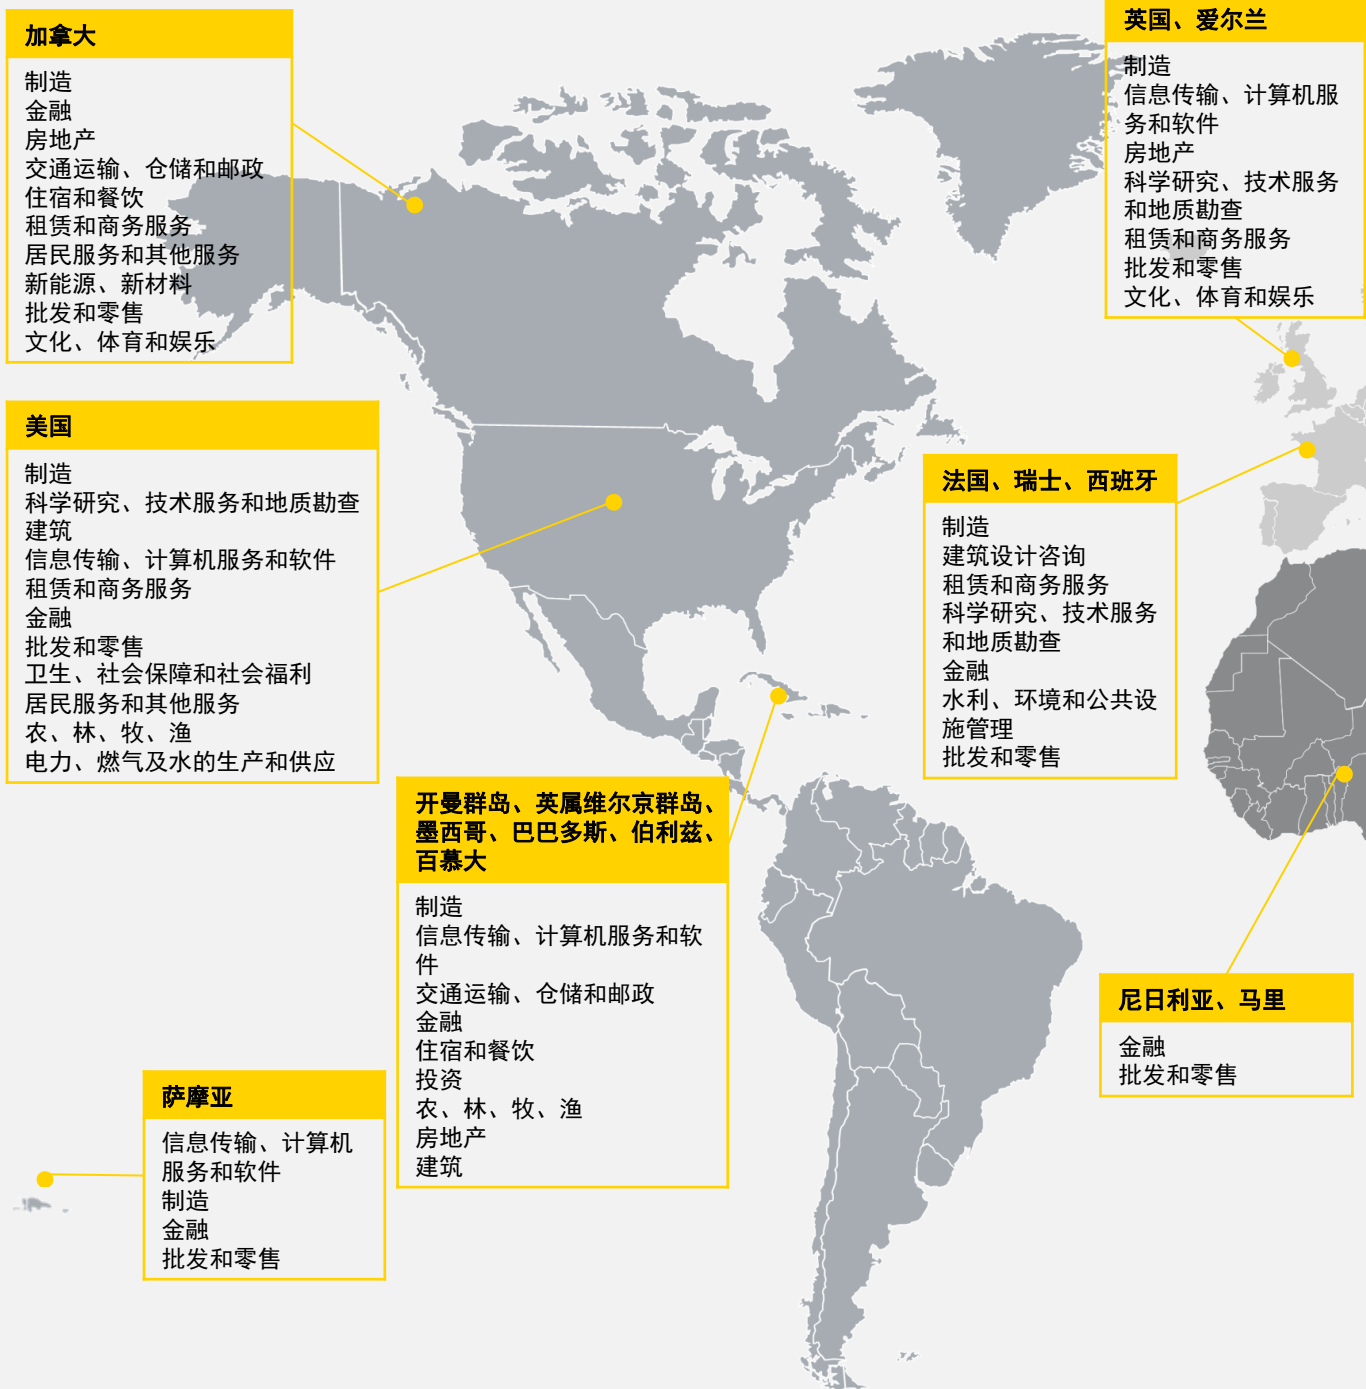 加拿大
制造
金融
房地产
交通运输、仓储和邮政
住宿和餐饮
租赁和商务服务
居民服务和其他服务
新能源、新材料
批发和零售
文化、体育和娱乐
英国、爱尔兰
制造
信息传输、计算机服
务和软件
房地产
科学研究、技术服务
和地质勘查
租赁和商务服务
批发和零售
文化、体育和娱乐
美国
制造
科学研究、技术服务和地质勘查
建筑
信息传输、计算机服务和软件
租赁和商务服务
金融
批发和零售
卫生、社会保障和社会福利
居民服务和其他服务
农、林、牧、渔
电力、燃气及水的生产和供应
法国、瑞士、西班牙
制造
建筑设计咨询
租赁和商务服务
科学研究、技术服务
和地质勘查
金融
水利、环境和公共设
施管理
批发和零售
开曼群岛、英属维尔京群岛、
墨西哥、巴巴多斯、伯利兹、
百慕大
制造
信息传输、计算机服务和软
件
交通运输、仓储和邮政
金融
住宿和餐饮
投资
农、林、牧、渔
房地产
建筑
尼日利亚、马里
金融
批发和零售
萨摩亚
信息传输、计算机
服务和软件
制造
金融
批发和零售